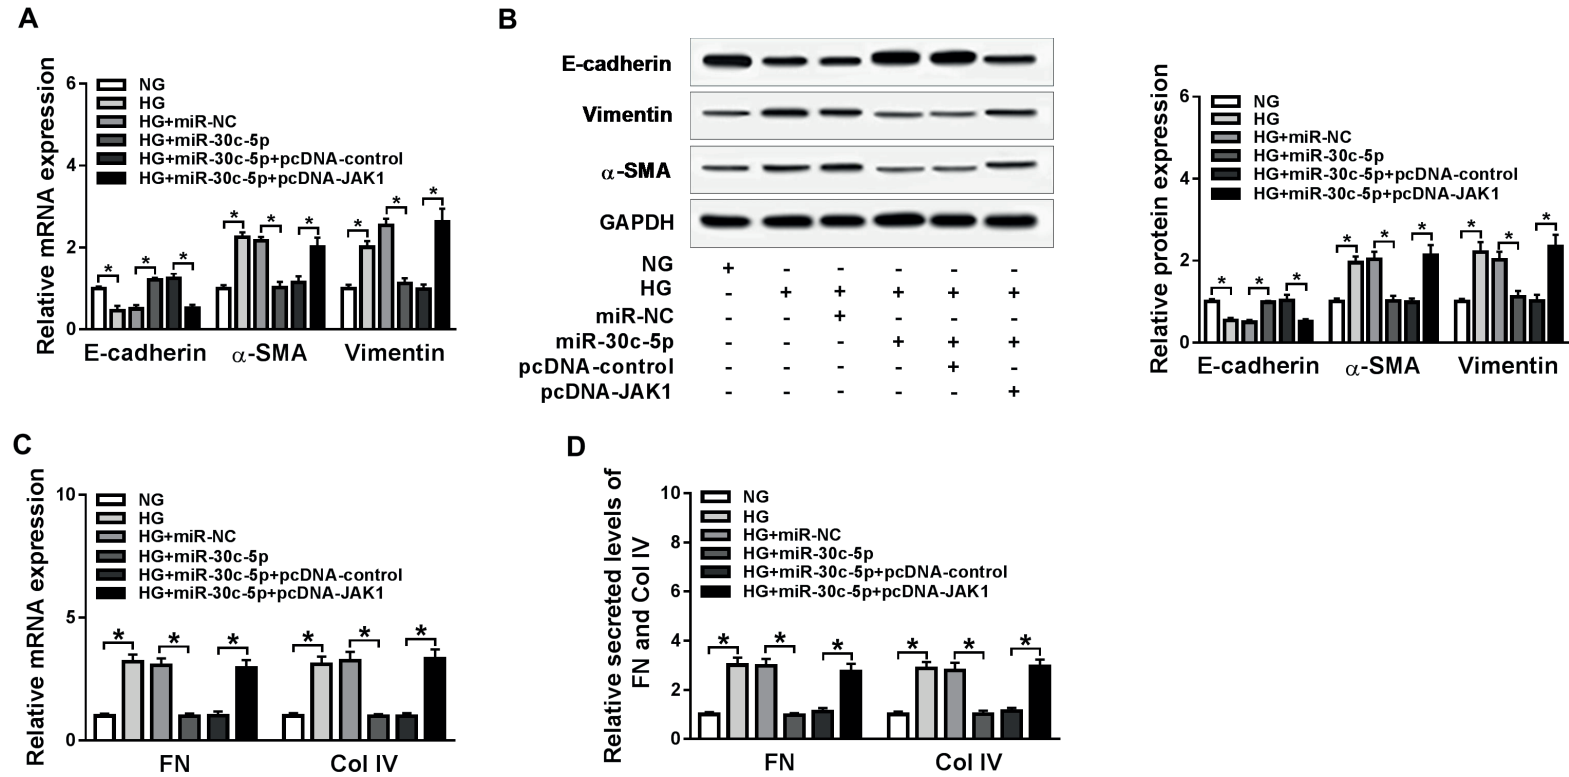 A
Relative mRNA expression
6
4
2
0
NG
HG
HG+miR-NC
HG+miR-30c-5p
HG+miR-30c-5p+pcDNA-control
HG+miR-30c-5p+pcDNA-JAK1
* * * * * * * * *
E-cadherin α-SMA Vimentin
B
E-cadherin
Vimentin
α-SMA
GAPDH
NG + - - - - -
HG - + + + + +
miR-NC - - + - - -
miR-30c-5p - - - + + +
pcDNA-control - - - - + -
pcDNA-JAK1 - - - - - +
Relative protein expression
6
4
2
0
NG
HG
HG+miR-NC
HG+miR-30c-5p
HG+miR-30c-5p+pcDNA-control
HG+miR-30c-5p+pcDNA-JAK1
* * * * * * * * *
E-cadherin α-SMA Vimentin
C
Relative mRNA expression
10
5
0
NG
HG
HG+miR-NC
HG+miR-30c-5p
HG+miR-30c-5p+pcDNA-control
HG+miR-30c-5p+pcDNA-JAK1
* * * * * *
FN Col IV
D
Relative secreted levels of
FN and Col IV
10
8
6
4
2
0
NG
HG
HG+miR-NC
HG+miR-30c-5p
HG+miR-30c-5p+pcDNA-control
HG+miR-30c-5p+pcDNA-JAK1
* * * * * *
FN Col IV